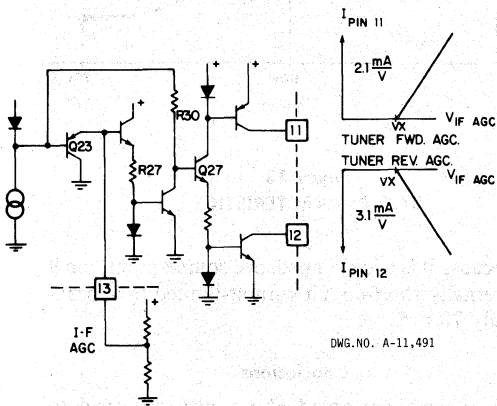 I PIN 11
+
+
+
2.1 mA/V
R30
11
VX
V IF AGC
Q23
TUNER FWD. AGC.
TUNER REV. AGC.
R27
Q27
VX
V IF AGC
3.1 mA/V
12
I PIN 12
13
+
I-F
AGC
DWG.NO. A-11,491